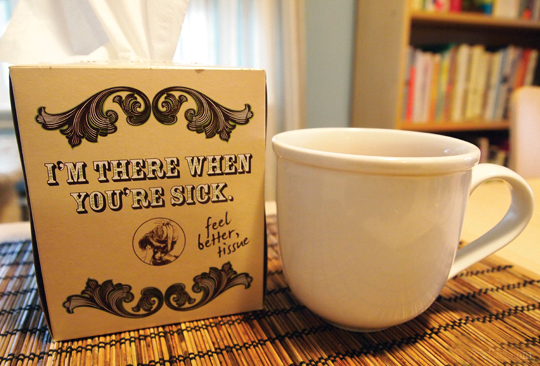 I'M THERE WHEN
YOU'RE SICK.
feel
better,
tissue